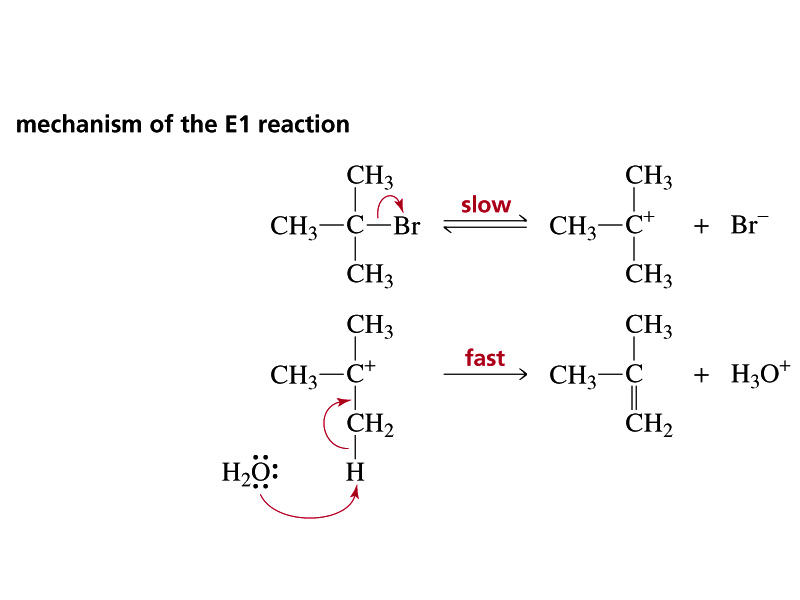 mechanism of the E1 reaction
CH₃ CH₃
slow
CH₃—C—Br CH₃—C⁺ + Br⁻
CH₃ CH₃
CH₃ CH₃
fast
CH₃—C⁺ CH₃—C + H₃O⁺
CH₂ CH₂
H₂O: H